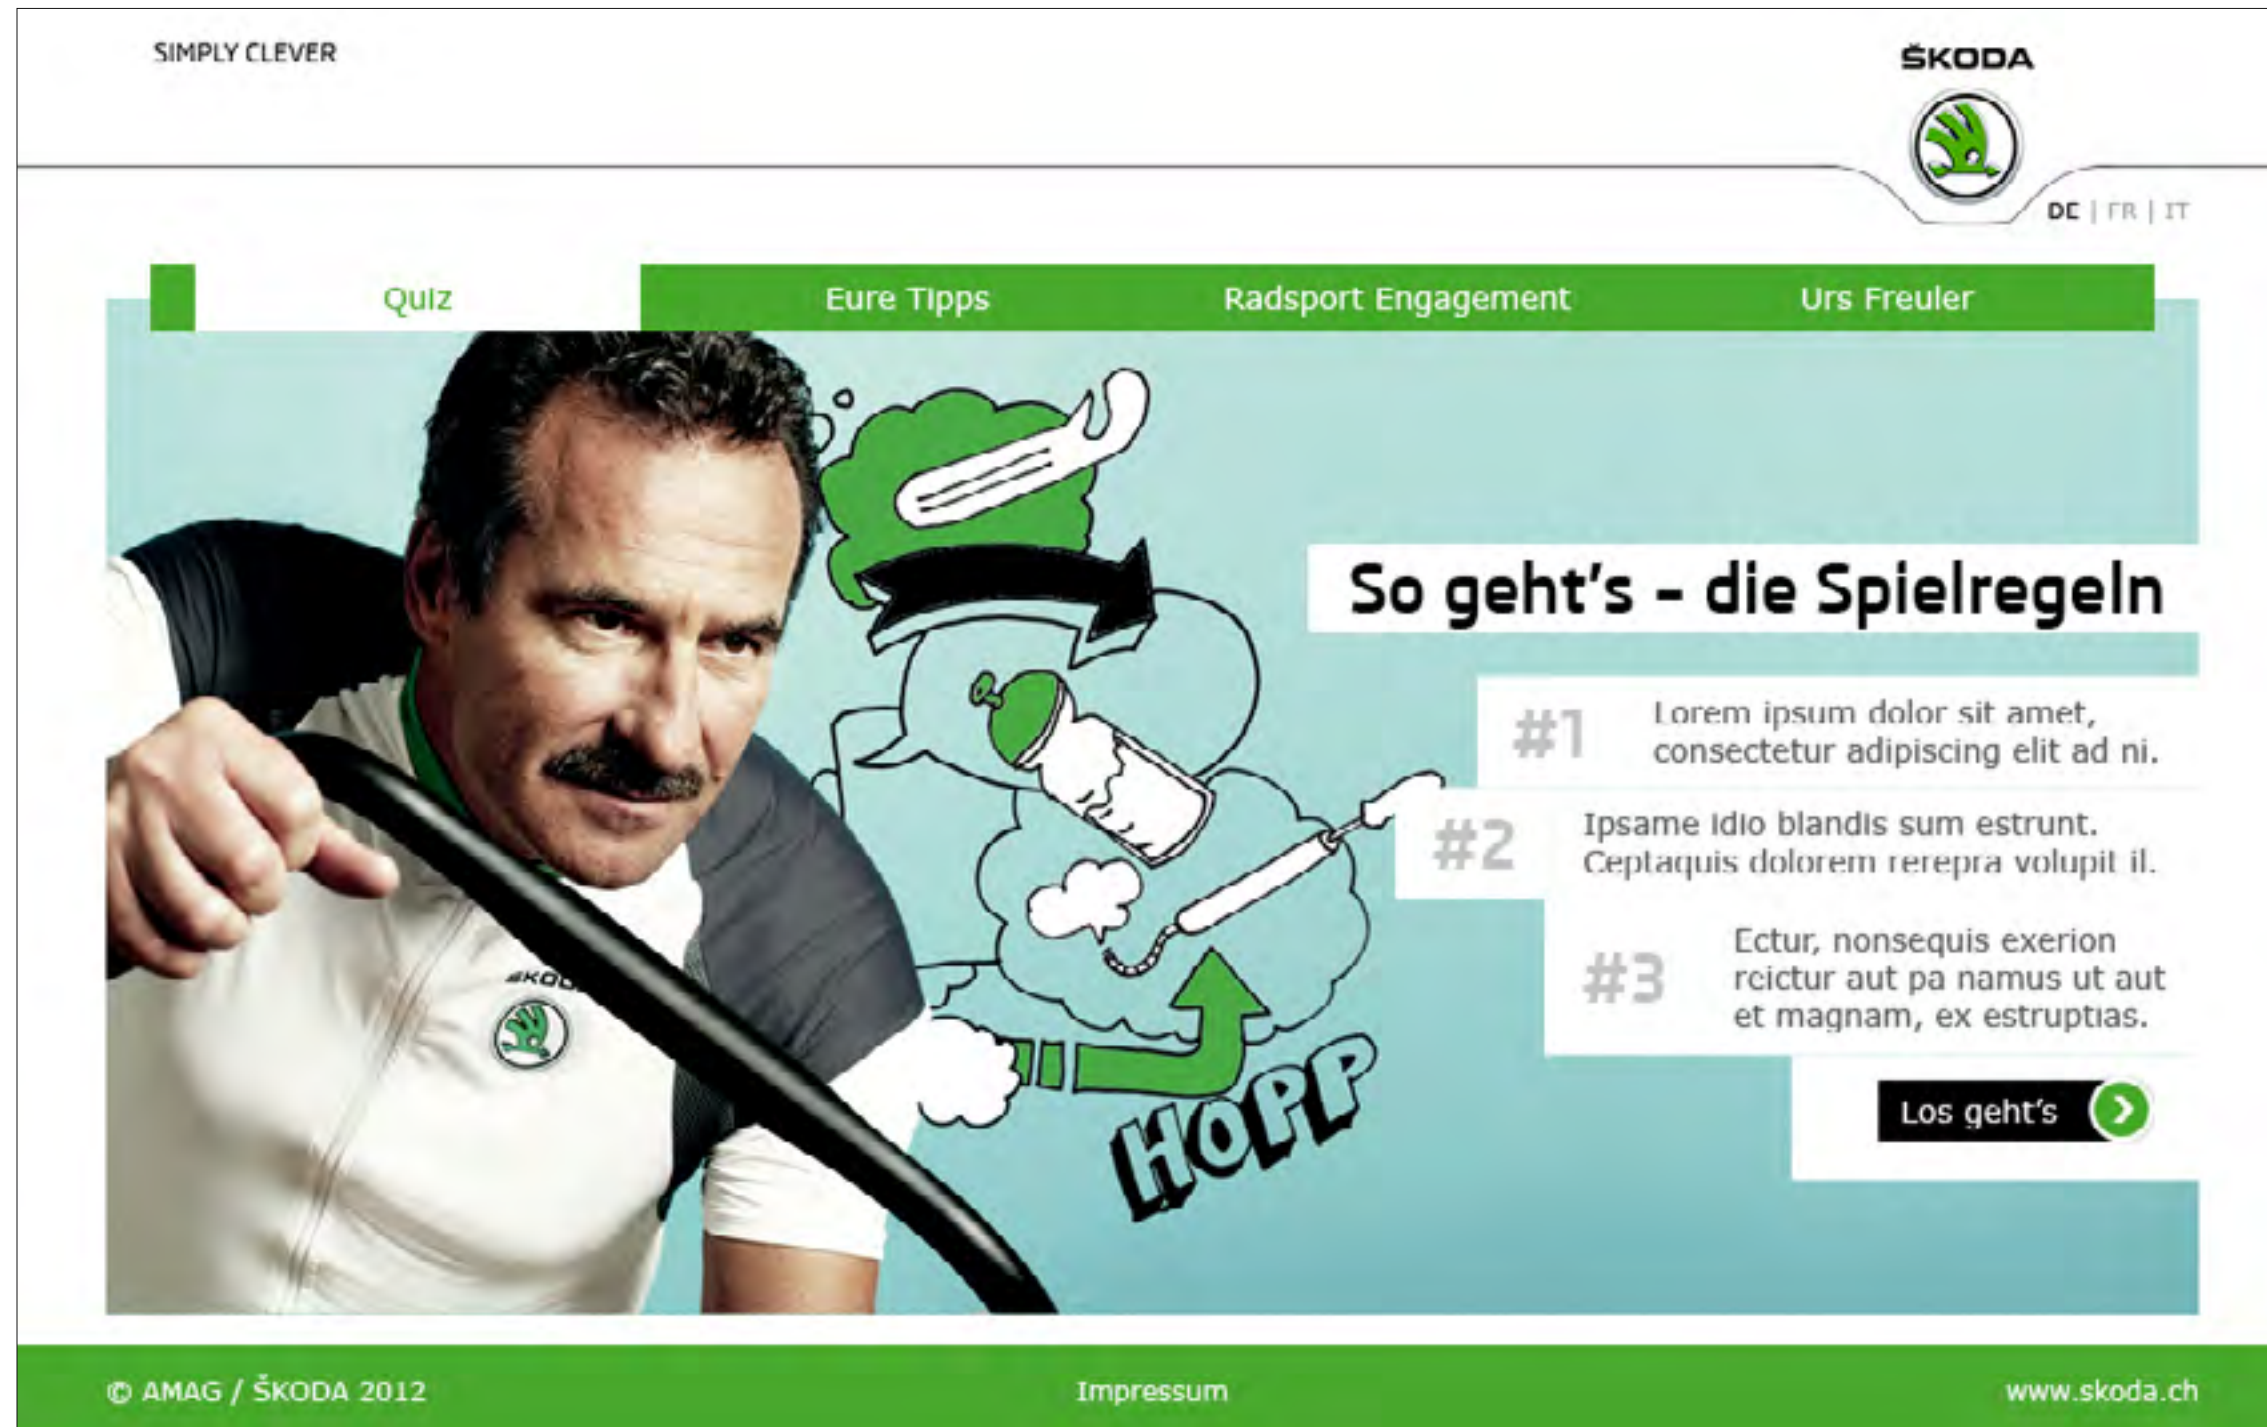 SIMPLY CLEVER
ŠKODA
DE | FR | IT
Quiz
Eure Tipps
Radsport Engagement
Urs Freuler
So geht's – die Spielregeln
#1
Lorem ipsum dolor sit amet,
consectetur adipiscing elit ad ni.
#2
Ipsame idio blandis sum estrunt.
Ceptaquis dolorem rerepra volupit il.
#3
Ectur, nonsequis exerion
reictur aut pa namus ut aut
et magnam, ex estruptias.
Los geht's
HOPP
© AMAG / ŠKODA 2012
Impressum
www.skoda.ch